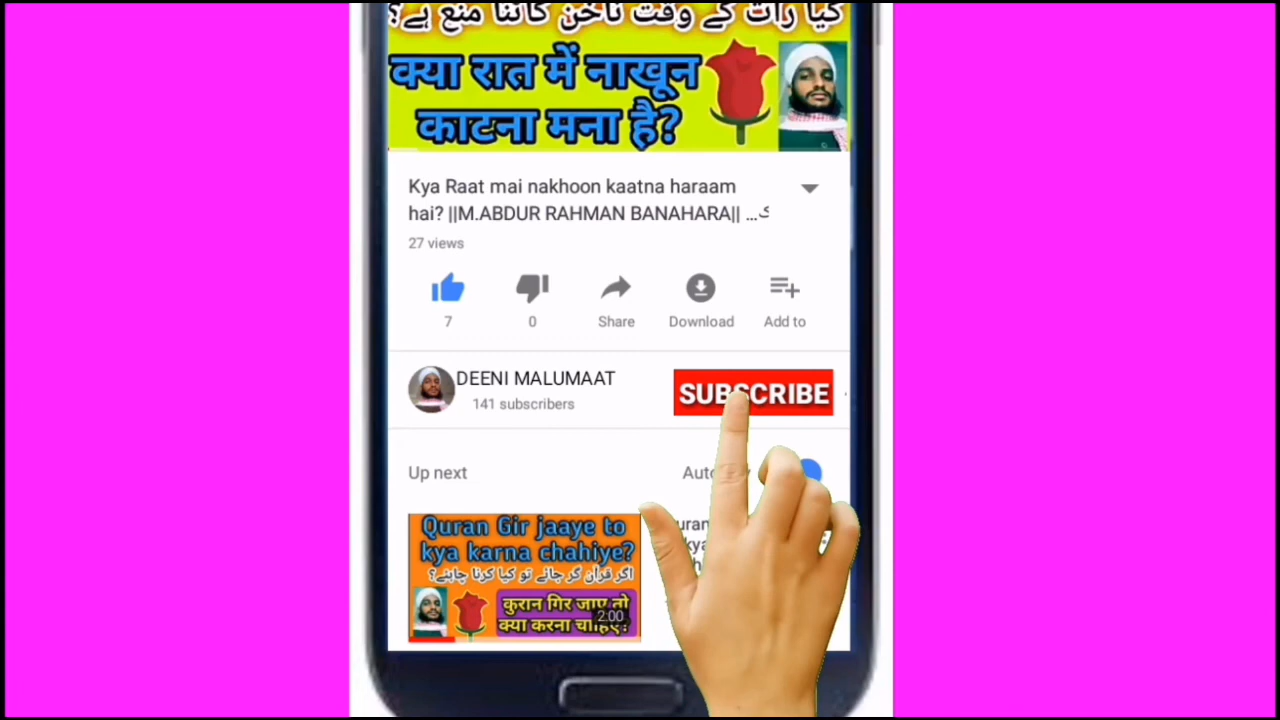 کیا رات کے وقت ناخن کاٹنا منع ہے؟
क्या रात में नाखून
काटना मना है?
Kya Raat mai nakhoon kaatna haraam
hai? ||M.ABDUR RAHMAN BANAHARA|| ...ک
27 views
7
0
Share
Download
Add to
DEENI MALUMAAT
141 subscribers
SUBSCRIBE
Up next
Quran Gir jaaye to
kya karna chahiye?
اگر قرآن گر جائے تو کیا کرنا چاہئے؟
कुरान गिर जाए तो
क्या करना चाहिए?
2:00